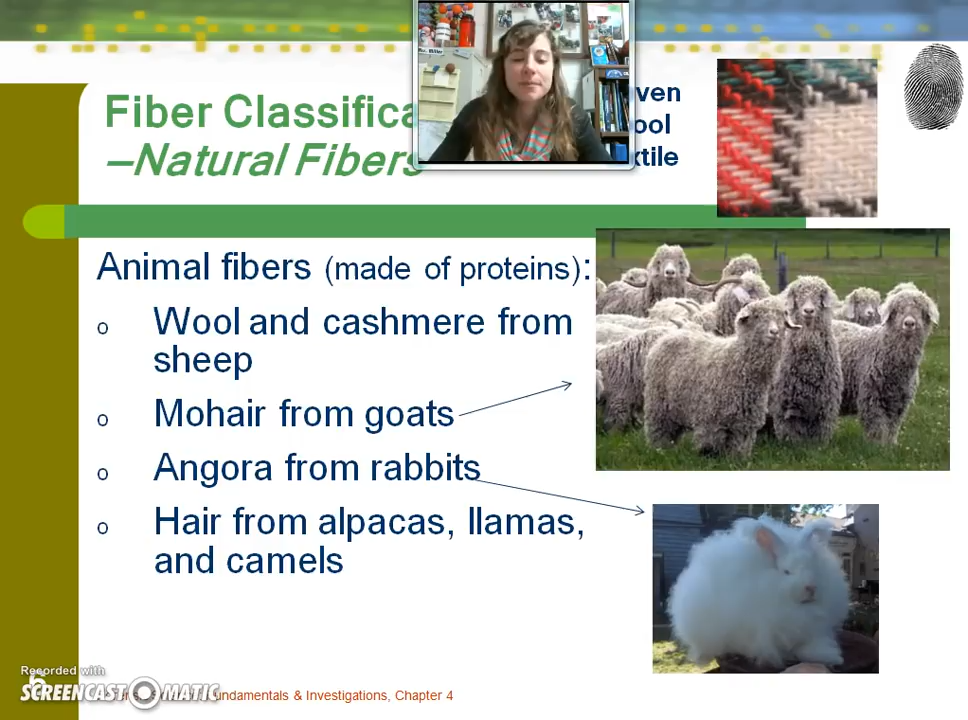 Fiber Classifica
–Natural Fibers
ven
ool
xtile
Animal fibers (made of proteins):
o Wool and cashmere from
sheep
o Mohair from goats
o Angora from rabbits
o Hair from alpacas, llamas,
and camels
Recorded with
SCREENCAST-O-MATIC
undamentals & Investigations, Chapter 4